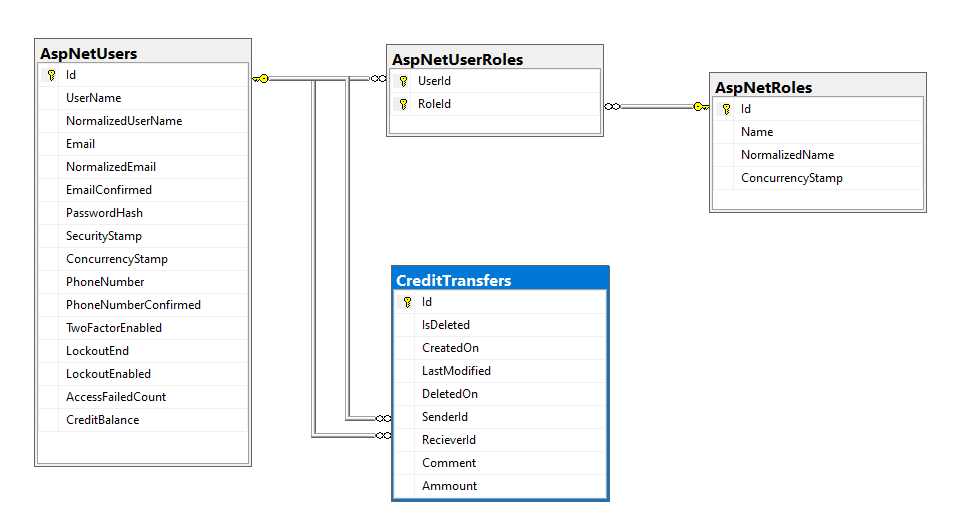 AspNetUsers
Id
UserName
NormalizedUserName
Email
NormalizedEmail
EmailConfirmed
PasswordHash
SecurityStamp
ConcurrencyStamp
PhoneNumber
PhoneNumberConfirmed
TwoFactorEnabled
LockoutEnd
LockoutEnabled
AccessFailedCount
CreditBalance
AspNetUserRoles
UserId
RoleId
AspNetRoles
Id
Name
NormalizedName
ConcurrencyStamp
CreditTransfers
Id
IsDeleted
CreatedOn
LastModified
DeletedOn
SenderId
RecieverId
Comment
Ammount